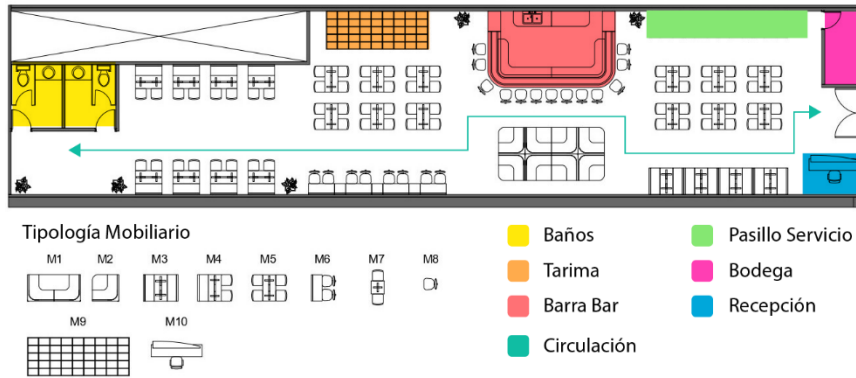 Tipología Mobiliario
M1 M2 M3 M4 M5 M6 M7 M8
M9 M10
Baños
Tarima
Barra Bar
Circulación
Pasillo Servicio
Bodega
Recepción